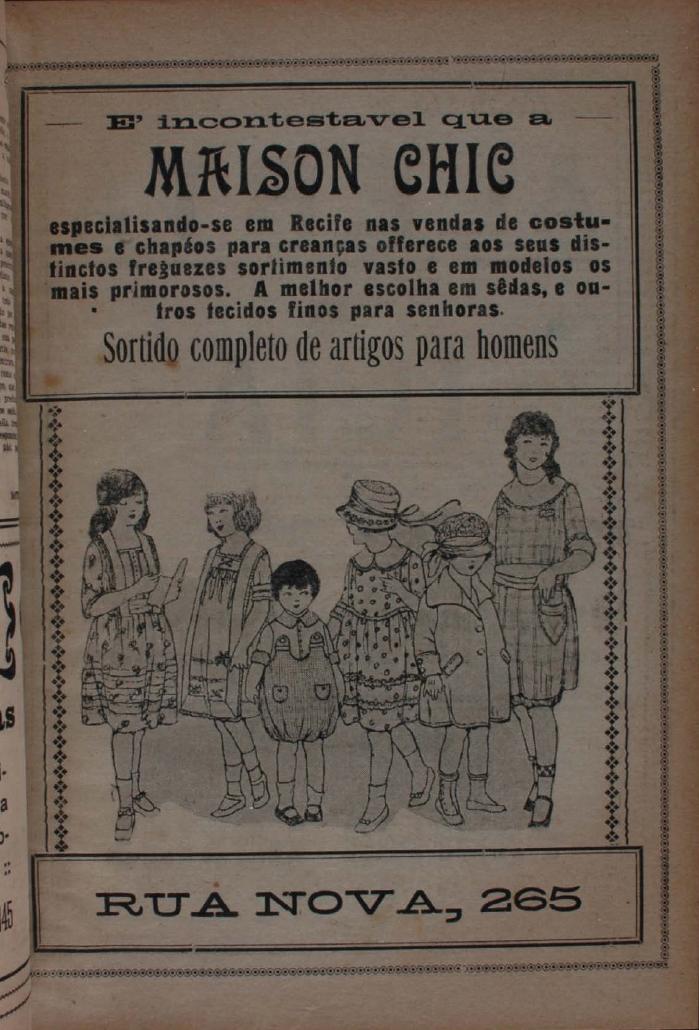 E' incontestavel que a
MAISON CHIC
especialisando-se em Recife nas vendas de costu-
mes e chapéos para creanças offerece aos seus dis-
tinctos freguezes sortimento vasto e em modelos os
mais primorosos. A melhor escolha em sêdas, e ou-
tros tecidos finos para senhoras.
Sortido completo de artigos para homens
RUA NOVA, 265